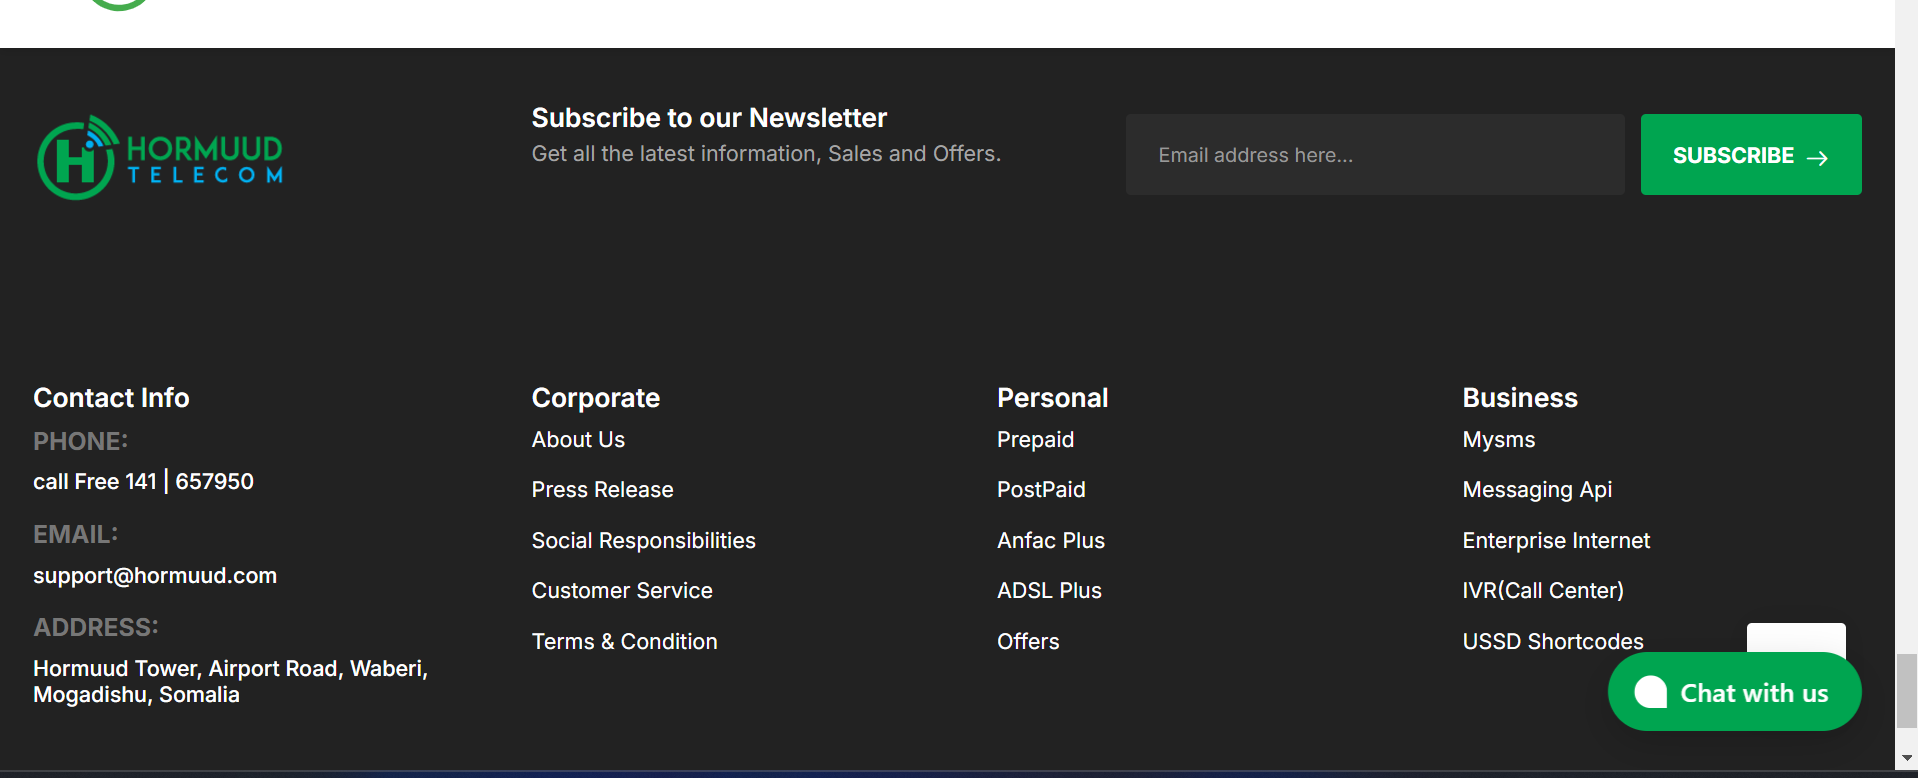 HORMUUD
TELECOM
Subscribe to our Newsletter
Get all the latest information, Sales and Offers.
Email address here...
SUBSCRIBE →
Contact Info
PHONE:
call Free 141 | 657950
EMAIL:
support@hormuud.com
ADDRESS:
Hormuud Tower, Airport Road, Waberi,
Mogadishu, Somalia
Corporate
About Us
Press Release
Social Responsibilities
Customer Service
Terms & Condition
Personal
Prepaid
PostPaid
Anfac Plus
ADSL Plus
Offers
Business
Mysms
Messaging Api
Enterprise Internet
IVR(Call Center)
USSD Shortcodes
Chat with us